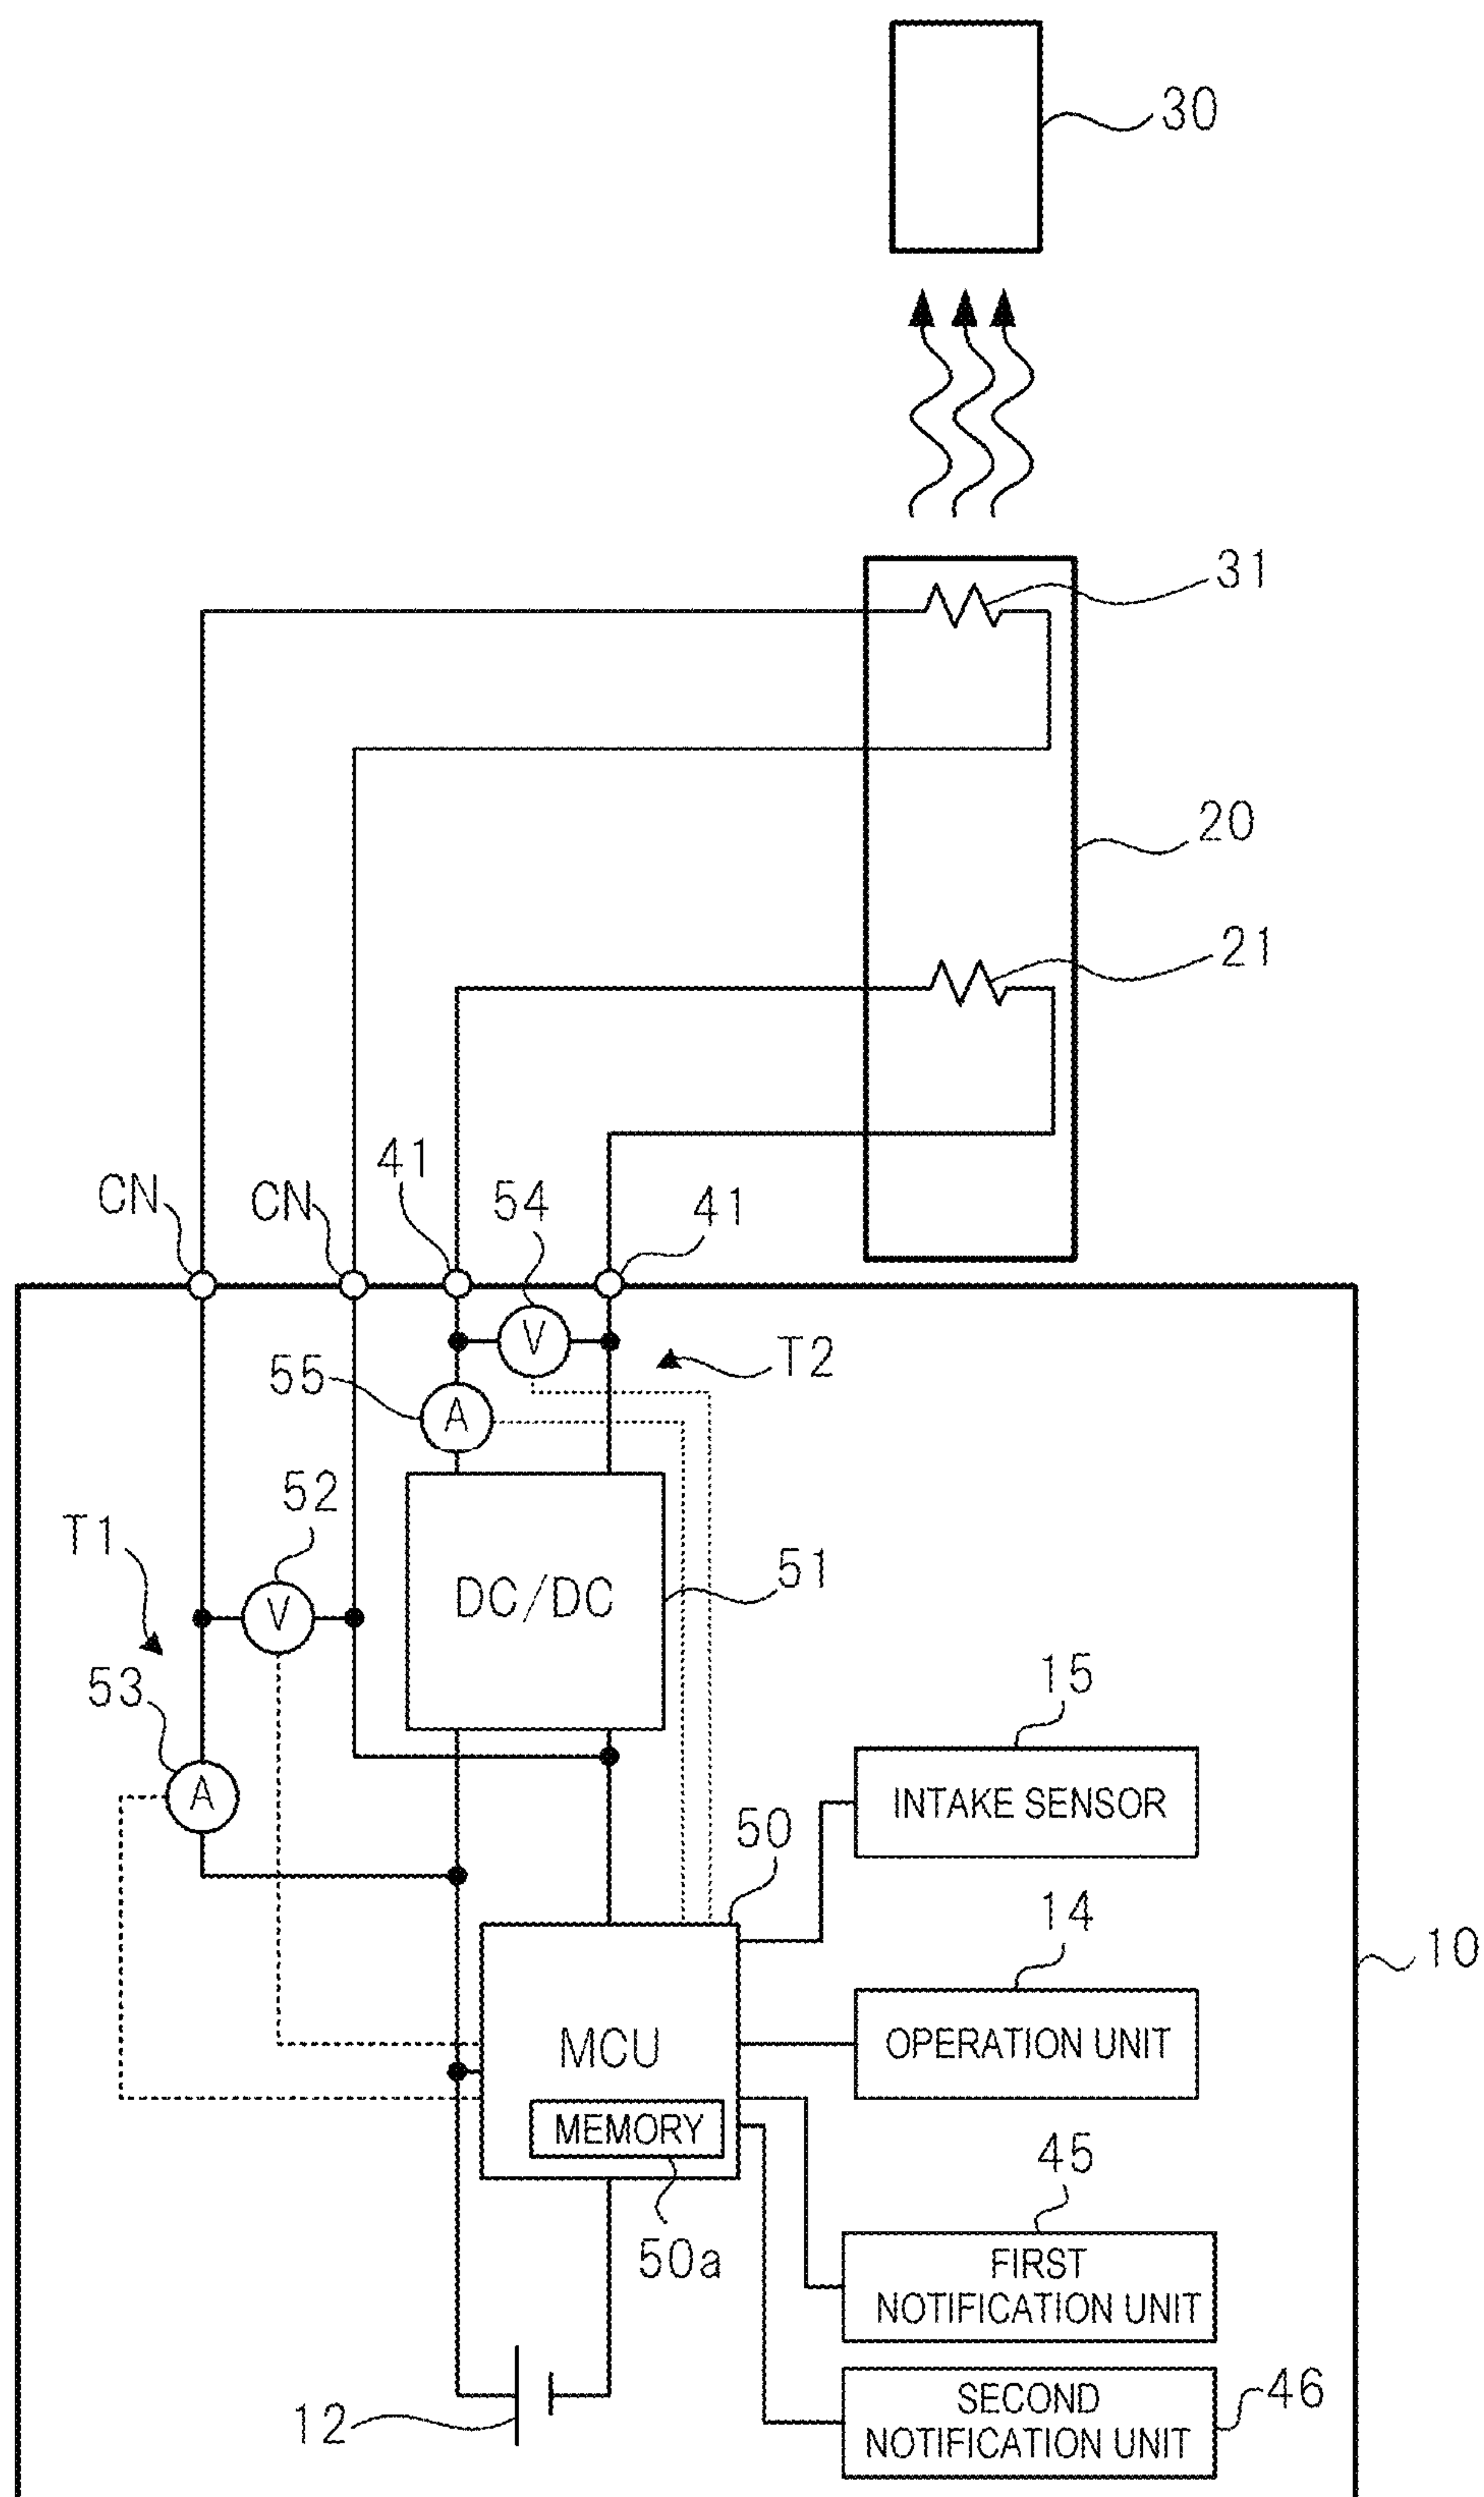 30
31
20
21
41
CN
CN
54
41
V
T2
55
A
52
T1
V
DC/DC
51
53
15
A
INTAKE SENSOR
50
14
10
MCU
OPERATION UNIT
MEMORY
45
50a
FIRST
NOTIFICATION UNIT
12
SECOND
NOTIFICATION UNIT
46